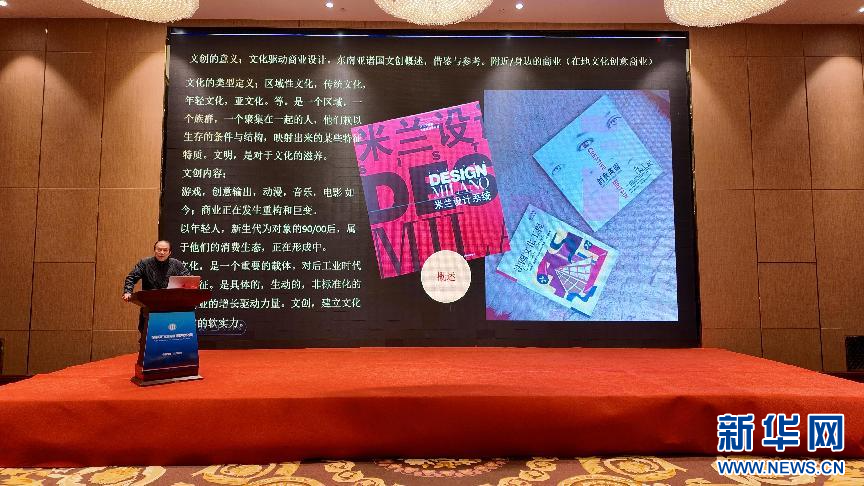 文创的意义：文化驱动商业设计，东南亚诸国文创概述，借鉴与参考。附近/身边的商业（在地文化创意商业）
文化的类型定义：区域性文化，传统文化，
年轻文化，亚文化。等。是一个区域，一
个族群，一个聚集在一起的人，他们赖以
生存的条件与结构，映射出来的某些特征
特质。文明，是对于文化的滋养。
文创内容：
游戏，创意输出，动漫，音乐，电影如
今；商业正在发生重构和巨变。
以年轻人，新生代为对象的90/00后，属
于他们的消费生态，正在形成中。
文化。是一个重要的载体，对后工业时代
征。是具体的，生动的，非标准化的
业的增长驱动力量。文创，建立文化
的软实力。
米兰设
DES
MIL
DESIGN
MILANO
米兰设计系统
概述
创意英国
新华网
WWW.NEWS.CN